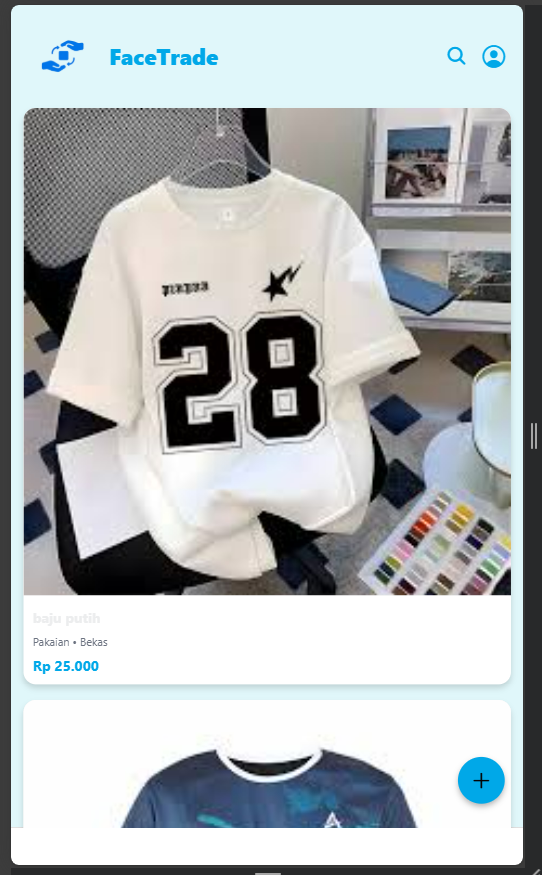 FaceTrade
28
baju putih
Pakaian • Bekas
Rp 25.000
+